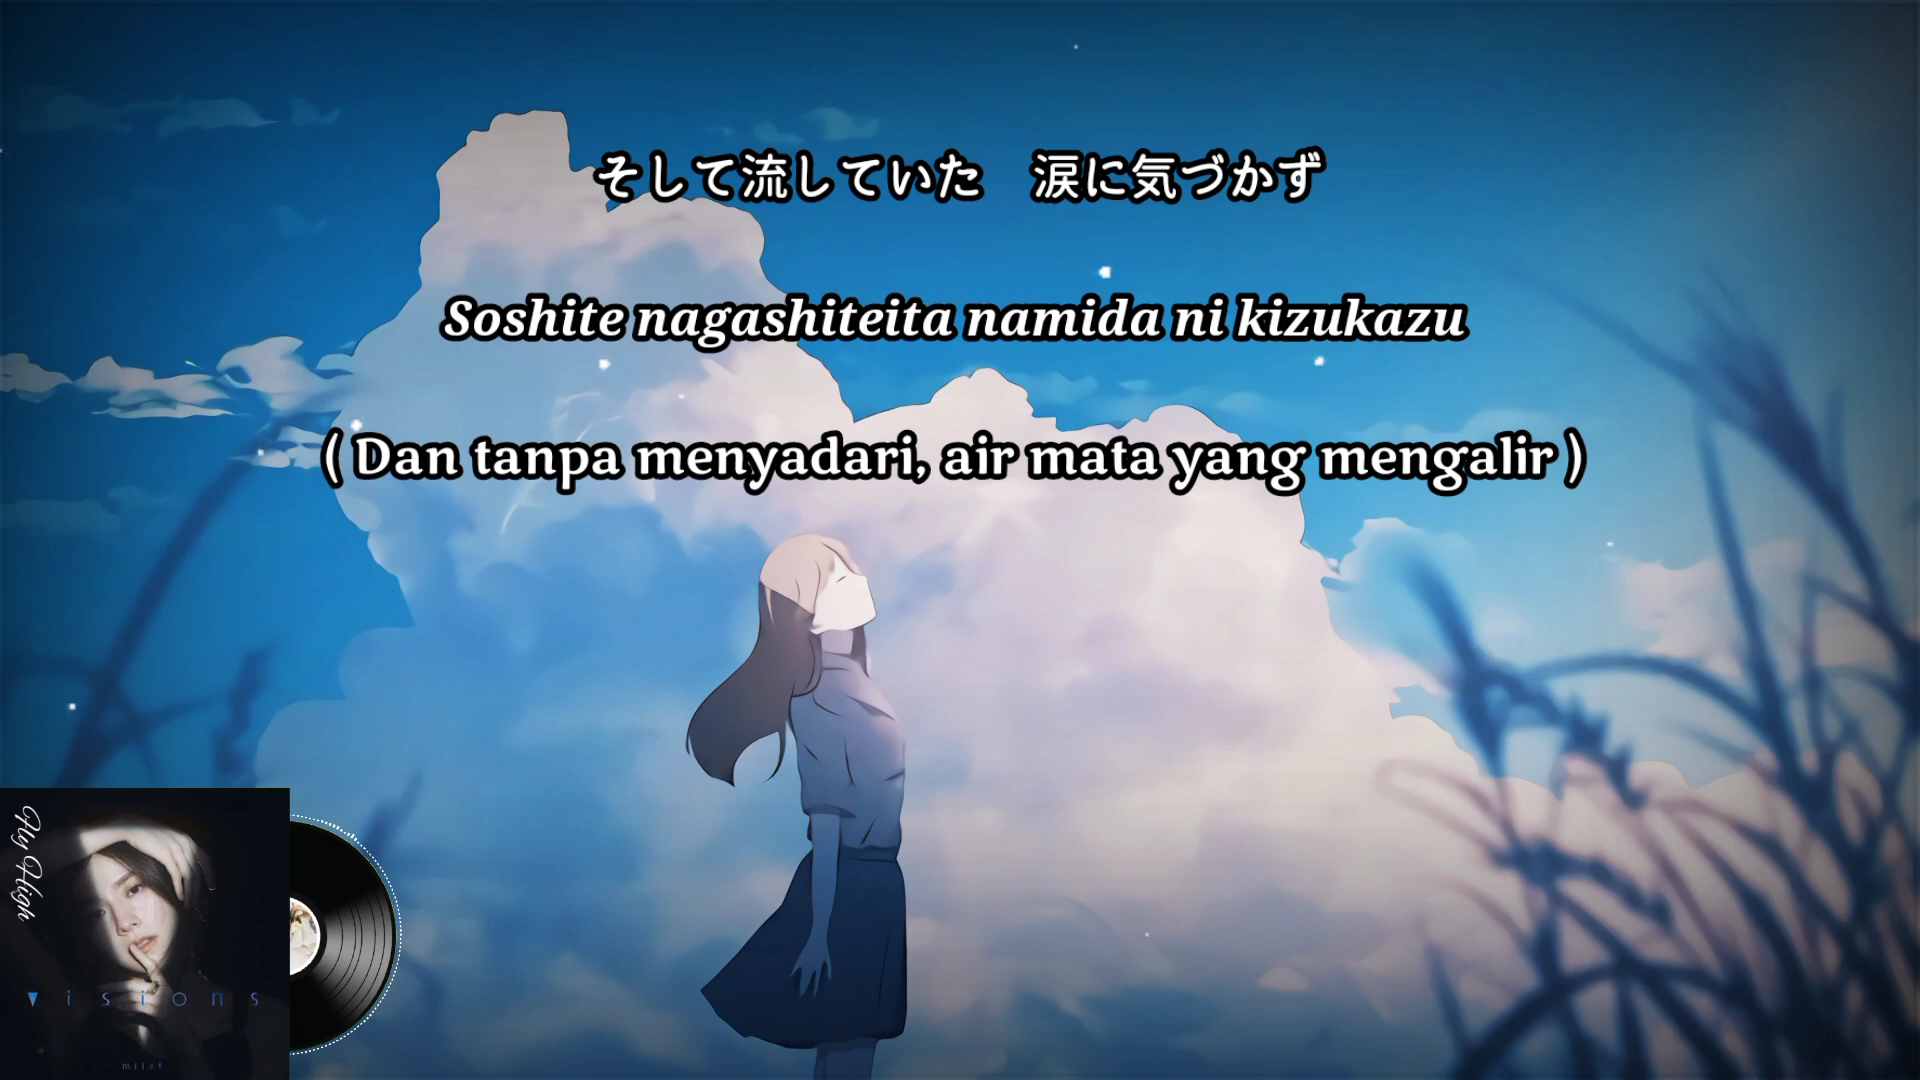 そして流していた　涙に気づかず
Soshite nagashiteita namida ni kizukazu
( Dan tanpa menyadari, air mata yang mengalir )
Fly High
visions
milet